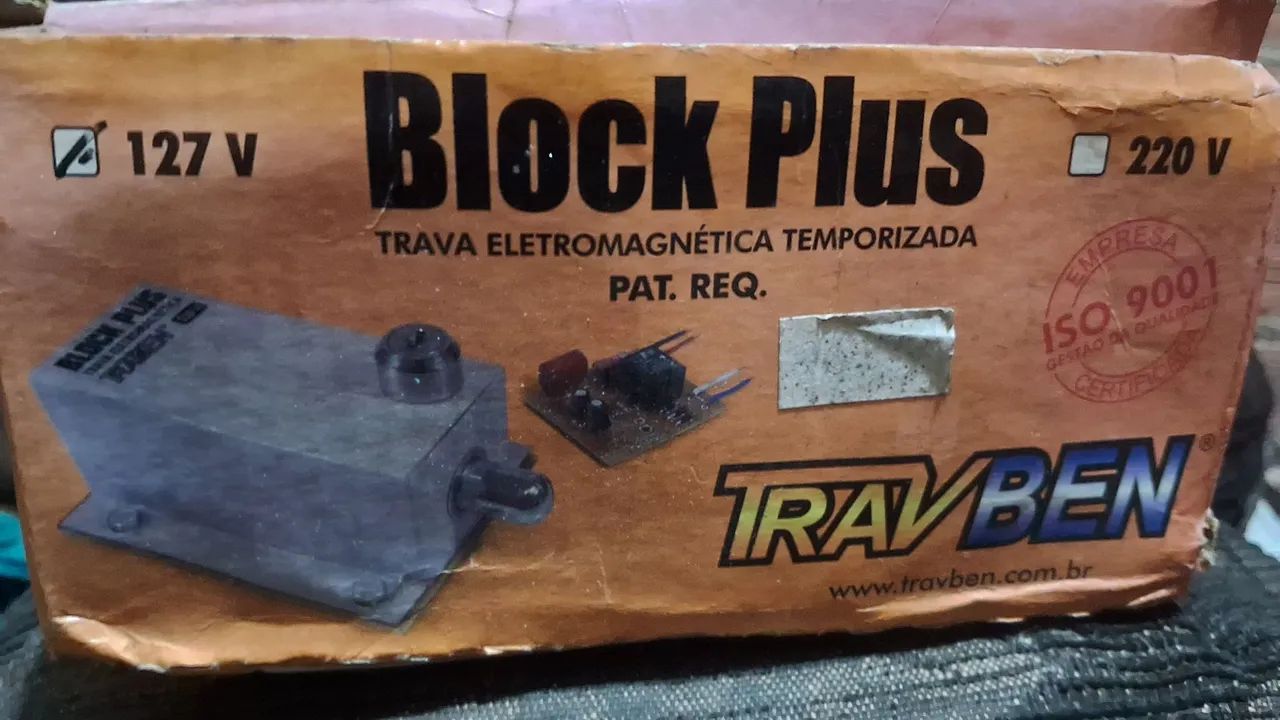 127 V
Block Plus
220 V
TRAVA ELETROMAGNÉTICA TEMPORIZADA
PAT. REQ.
EMPRESA
ISO 9001
GESTÃO DA QUALIDADE
CERTIFICADA
BLOCK PLUS
TRAVBEN®
www.travben.com.br